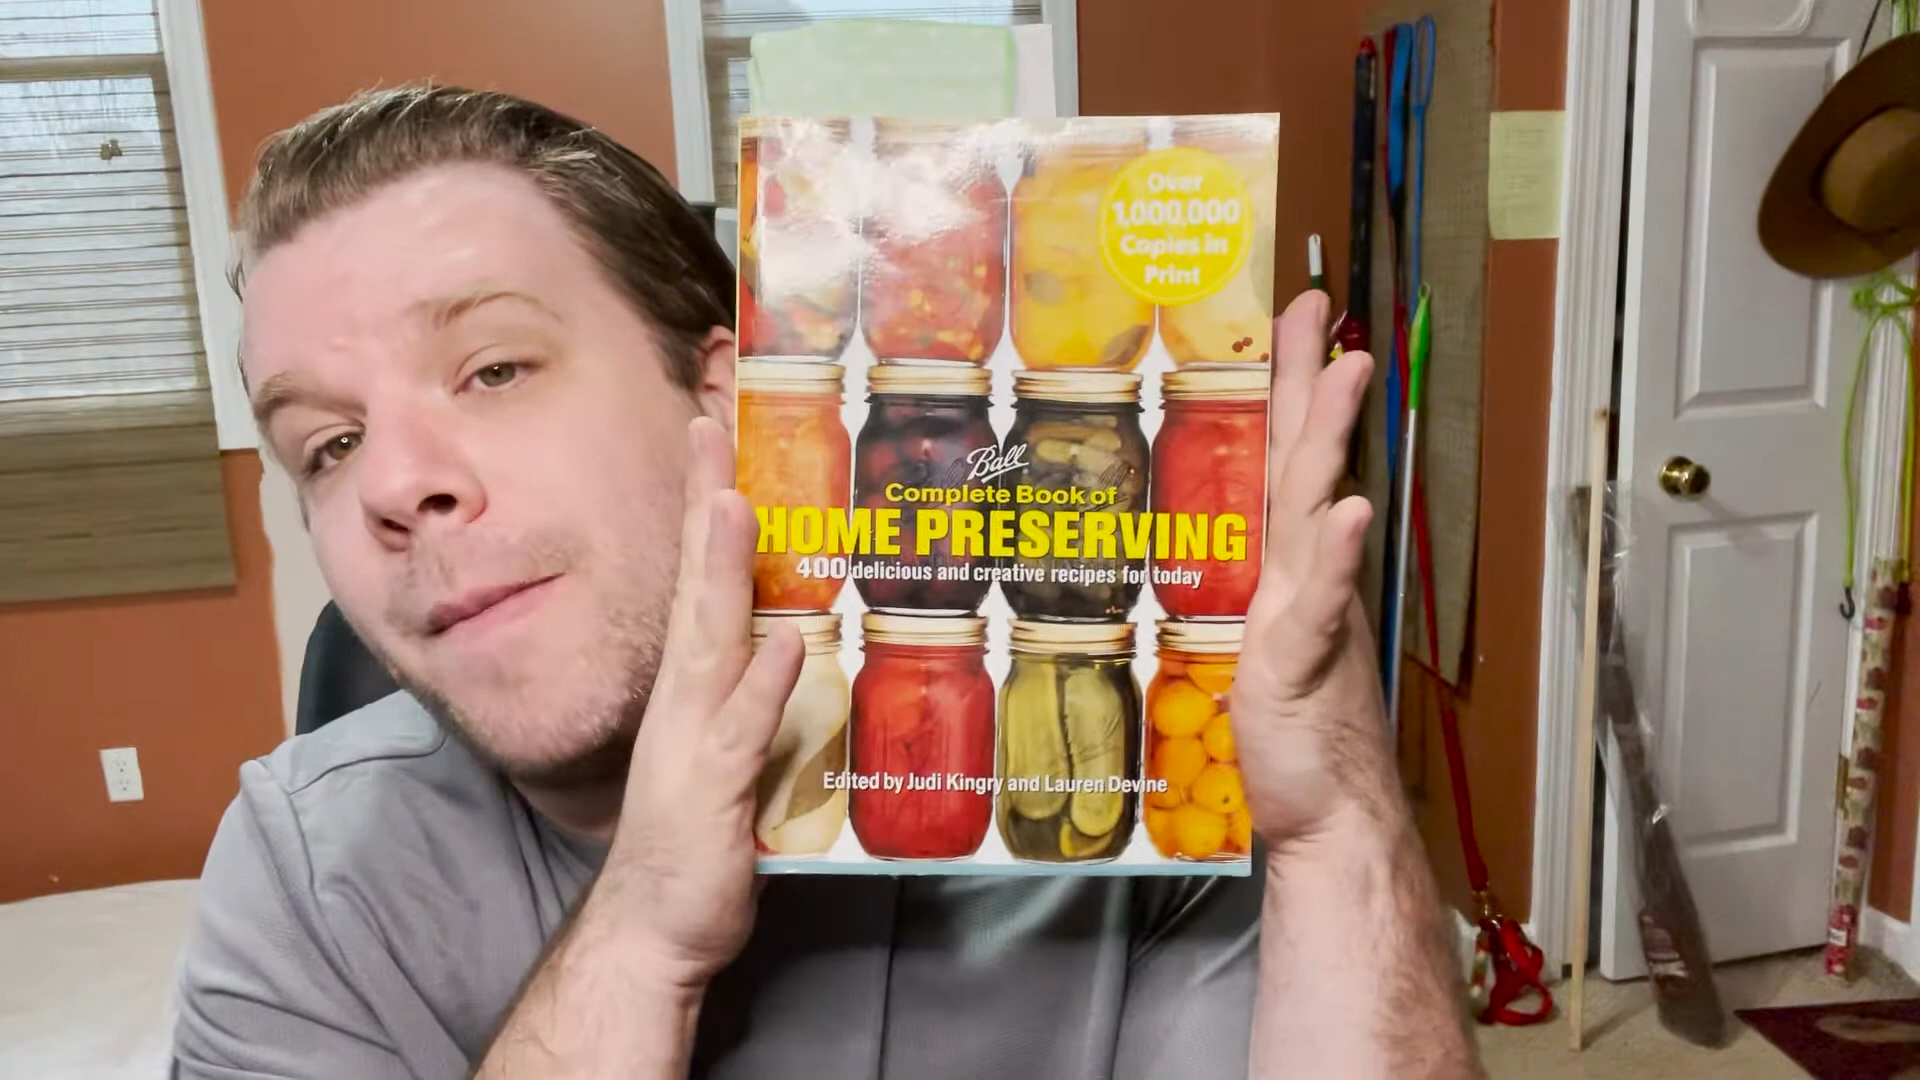 Over
1,000,000
Copies in
Print
Ball
Complete Book of
HOME PRESERVING
400 delicious and creative recipes for today
Edited by Judi Kingry and Lauren Devine